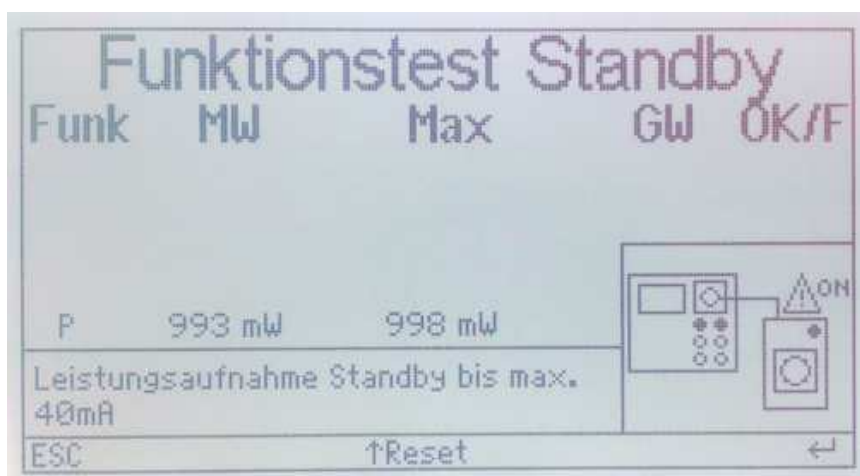 Funktionstest Standby
Funk MW Max GW OK/F
ON
P 993 mW 998 mW
Leistungsaufnahme Standby bis max.
40mA
ESC ↑Reset ↵